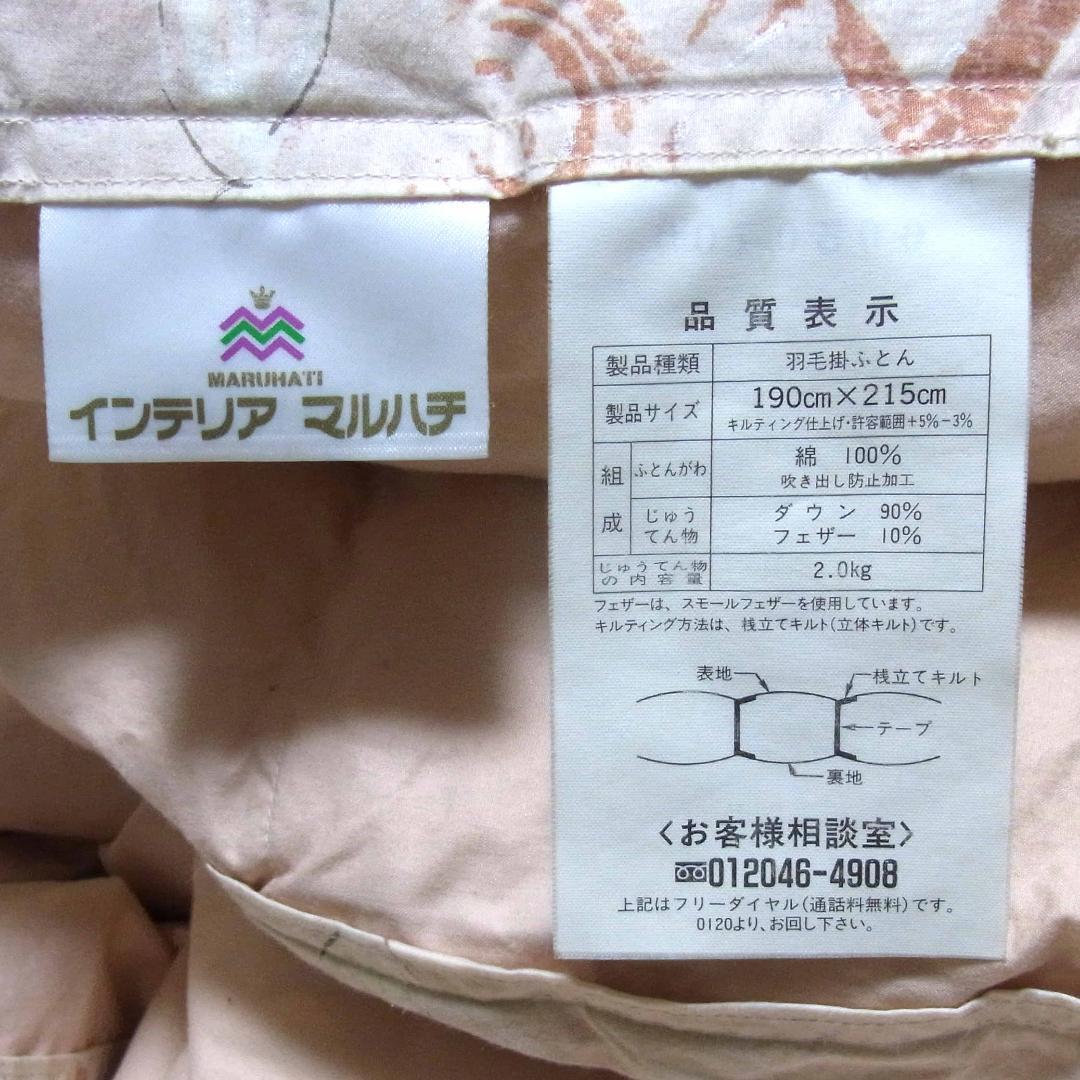 MARUHATI
インテリア マルハチ
品質表示
製品種類 羽毛掛ふとん
製品サイズ 190cm×215cm
キルティング仕上げ・許容範囲+5%-3%
組成
ふとんがわ 綿 100%
吹き出し防止加工
じゅうてん物 ダウン 90%
フェザー 10%
じゅうてん物の内容量 2.0kg
フェザーは、スモールフェザーを使用しています。
キルティング方法は、桟立てキルト(立体キルト)です。
表地
桟立てキルト
テープ
裏地
〈お客様相談室〉
012046-4908
上記はフリーダイヤル(通話料無料)です。
0120より、お回し下さい。